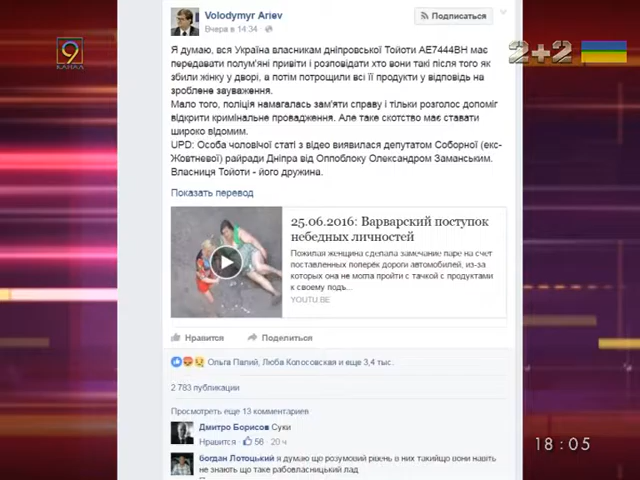 Volodymyr Ariev
Вчера в 14:34
Подписаться
9
КАНАЛ
2+2
Я думаю, вся Україна власникам дніпровської Тойоти AE7444BH має
передавати полум'яні привіти і розповідати хто вони такі після того як
збили жінку у дворі, а потім потрощили всі її продукти у відповідь на
зроблене зауваження.
Мало того, поліція намагалась зам'яти справу і тільки розголос допоміг
відкрити кримінальне провадження. Але таке скотство має ставати
широко відомим.
UPD: Особа чоловічої статі з відео виявилася депутатом Соборної (екс-
Жовтневої) райради Дніпра від Оппоблоку Олександром Заманським.
Власниця Тойоти - його дружина.
Показать перевод
25.06.2016: Варварский поступок
небедных личностей
Пожилая женщина сделала замечание паре на счет
поставленных поперек дороги автомобилей, из-за
которых она не могла пройти с тачкой с продуктами
к своему подъ...
YOUTU.BE
Нравится Поделиться
Ольга Палий, Люба Колосовская и еще 3,4 тыс.
2 783 публикации
Просмотреть еще 13 комментариев
Дмитро Борисов Суки
Нравится 56 20 ч
богдан Лотоцький я думаю що розумовий рівень в них такийщо вони навіть
не знають що таке рабовласницький лад
18:05